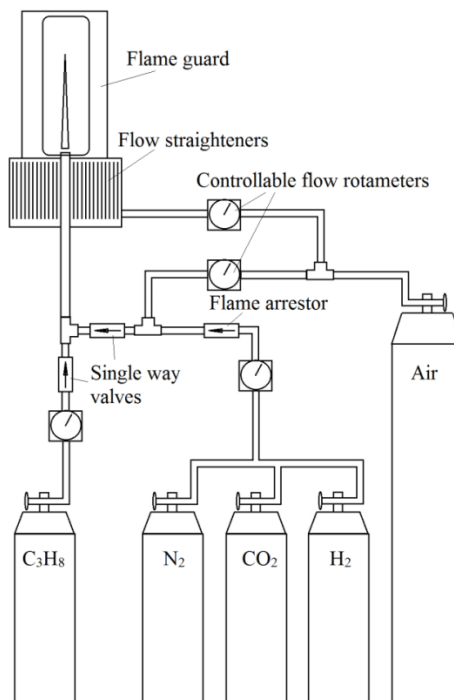 Flame guard
Flow straighteners
Controllable flow rotameters
Flame arrestor
Single way
valves
Air
C₃H₈
N₂
CO₂
H₂